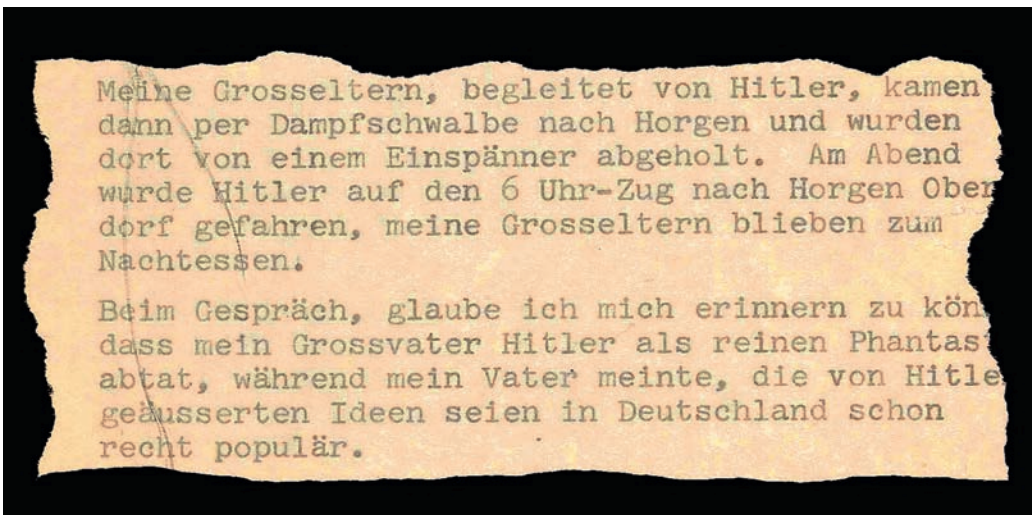 Meine Grosseltern, begleitet von Hitler, kamen
dann per Dampfschwalbe nach Horgen und wurden
dort von einem Einspänner abgeholt. Am Abend
wurde Hitler auf den 6 Uhr-Zug nach Horgen Ober
dorf gefahren, meine Grosseltern blieben zum
Nachtessen.
Beim Gespräch, glaube ich mich erinnern zu kön
dass mein Grossvater Hitler als reinen Phantas
abtat, während mein Vater meinte, die von Hitle
geäusserten Ideen seien in Deutschland schon
recht populär.